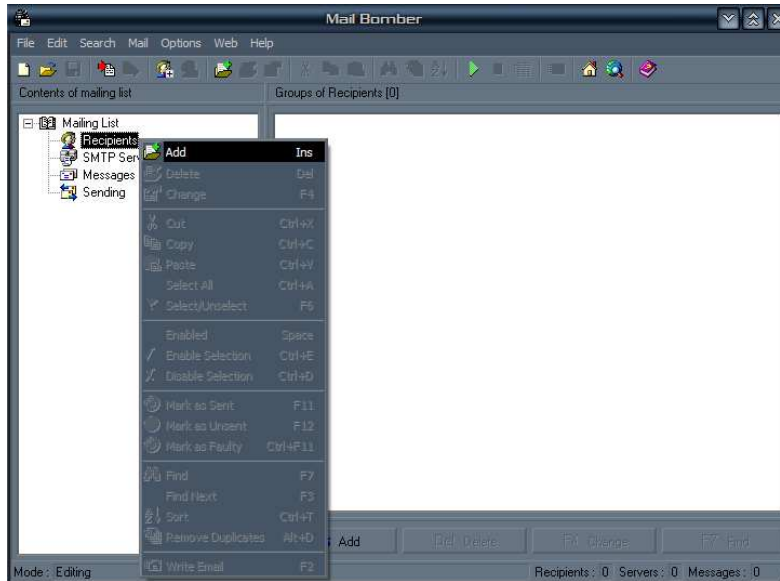 Mail Bomber
File Edit Search Mail Options Web Help
Contents of mailing list
Groups of Recipients [0]
Mailing List
Recipients
SMTP Ser
Messages
Sending
Add Ins
Delete Del
Change F4
Cut Ctrl+X
Copy Ctrl+C
Paste Ctrl+V
Select All Ctrl+A
Select/Unselect F6
Enabled Space
Enable Selection Ctrl+E
Disable Selection Ctrl+D
Mark as Sent F11
Mark as Unsent F12
Mark as Faulty Ctrl+F11
Find F7
Find Next F3
Sort Ctrl+T
Remove Duplicates Alt+D
Write Email F2
Add Del Delete F4 Change F7 Find
Mode : Editing
Recipients : 0 Servers : 0 Messages : 0